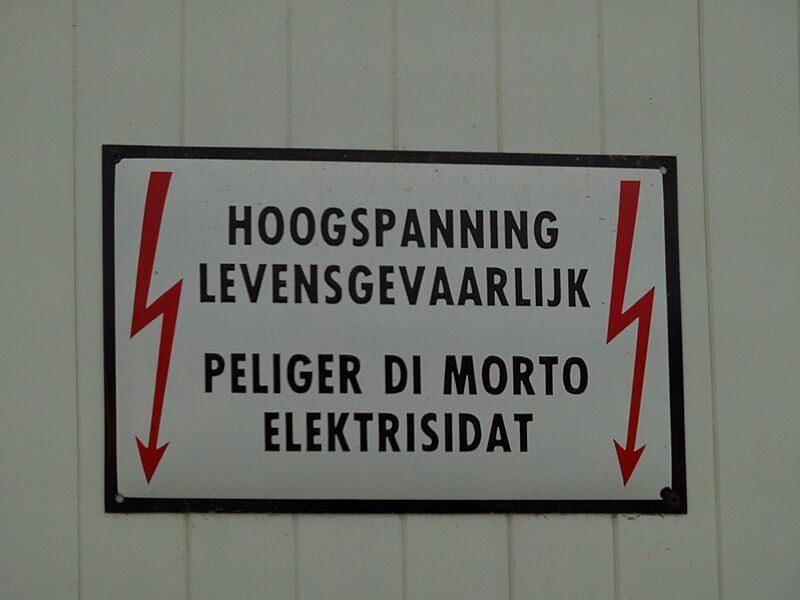 HOOGSPANNING
LEVENSGEVAARLIJK
PELIGER DI MORTO
ELEKTRISIDAT